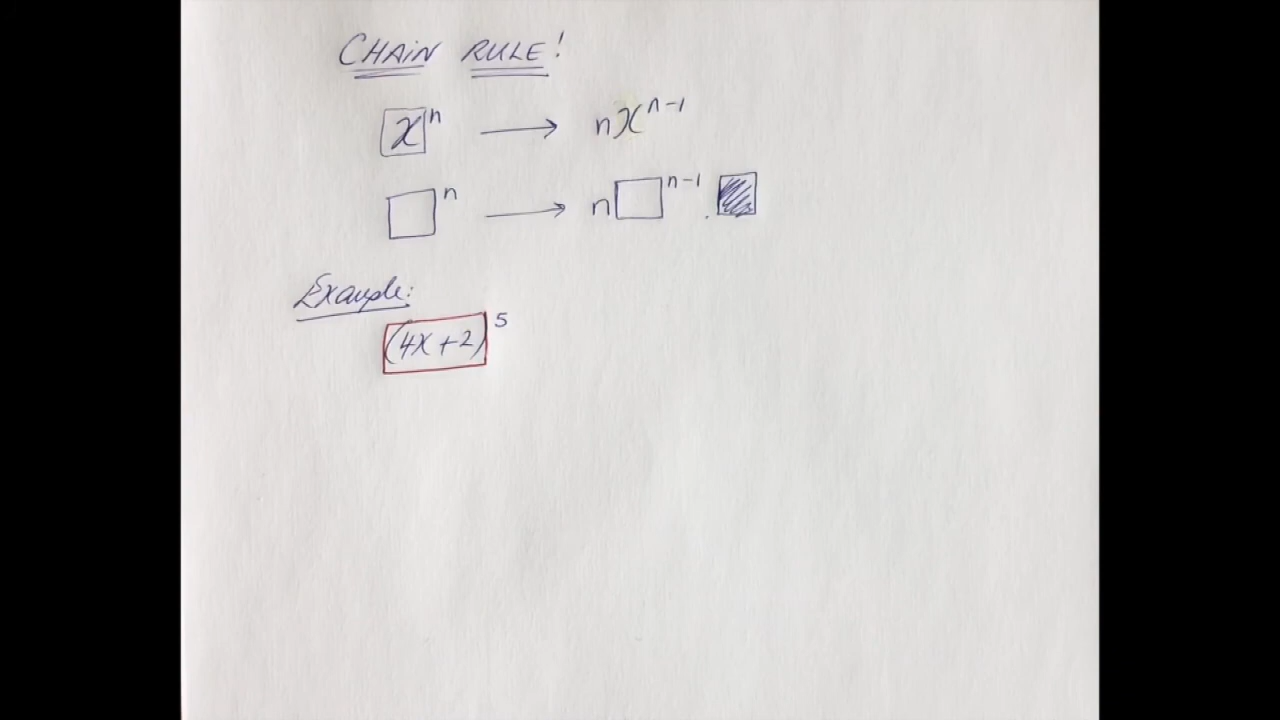 CHAIN RULE!
x^n → nx^{n-1}
□^n → n□^{n-1} . ■
Example:
(4x+2)^5